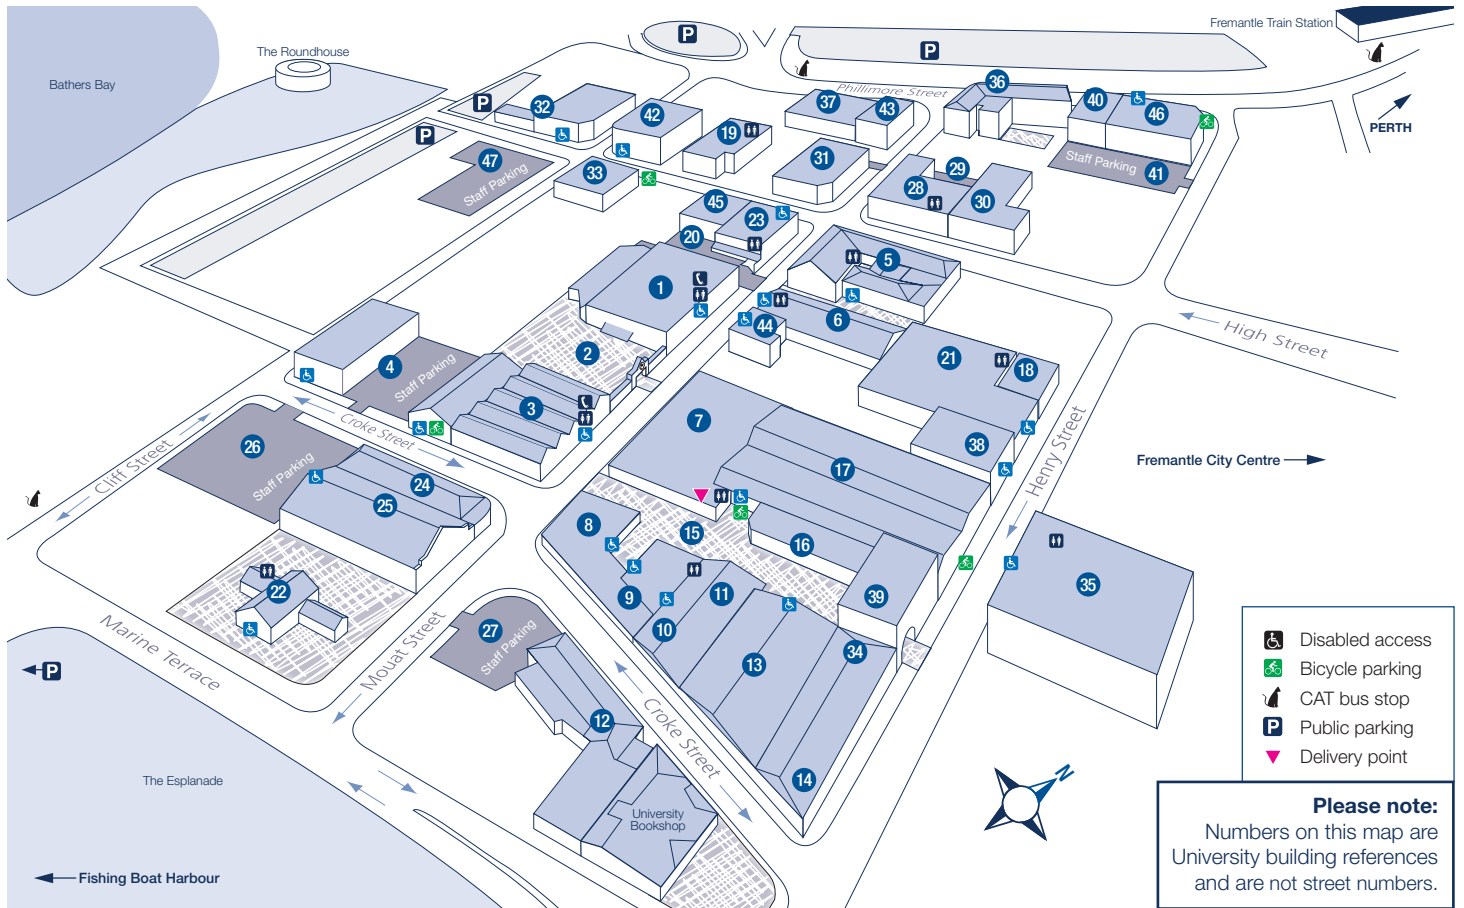 Fremantle Train Station
P
The Roundhouse
P
Bathers Bay
36
Phillimore Street
37
43
40
46
P
32
42
19
P
PERTH
47
Staff Parking
33
31
Staff Parking
41
29
28
30
45
23
20
5
1
6
44
High Street
2
21
18
4
Staff Parking
3
7
Croke Street
38
Henry Street
26
Staff Parking
Cliff Street
24
25
17
Fremantle City Centre
8
15
16
35
22
9
11
39
10
27
Staff Parking
Mouat Street
Marine Terrace
P
13
34
12
Croke Street
14
N
The Esplanade
University
Bookshop
Fishing Boat Harbour
Disabled access
Bicycle parking
CAT bus stop
P Public parking
Delivery point
Please note:
Numbers on this map are
University building references
and are not street numbers.